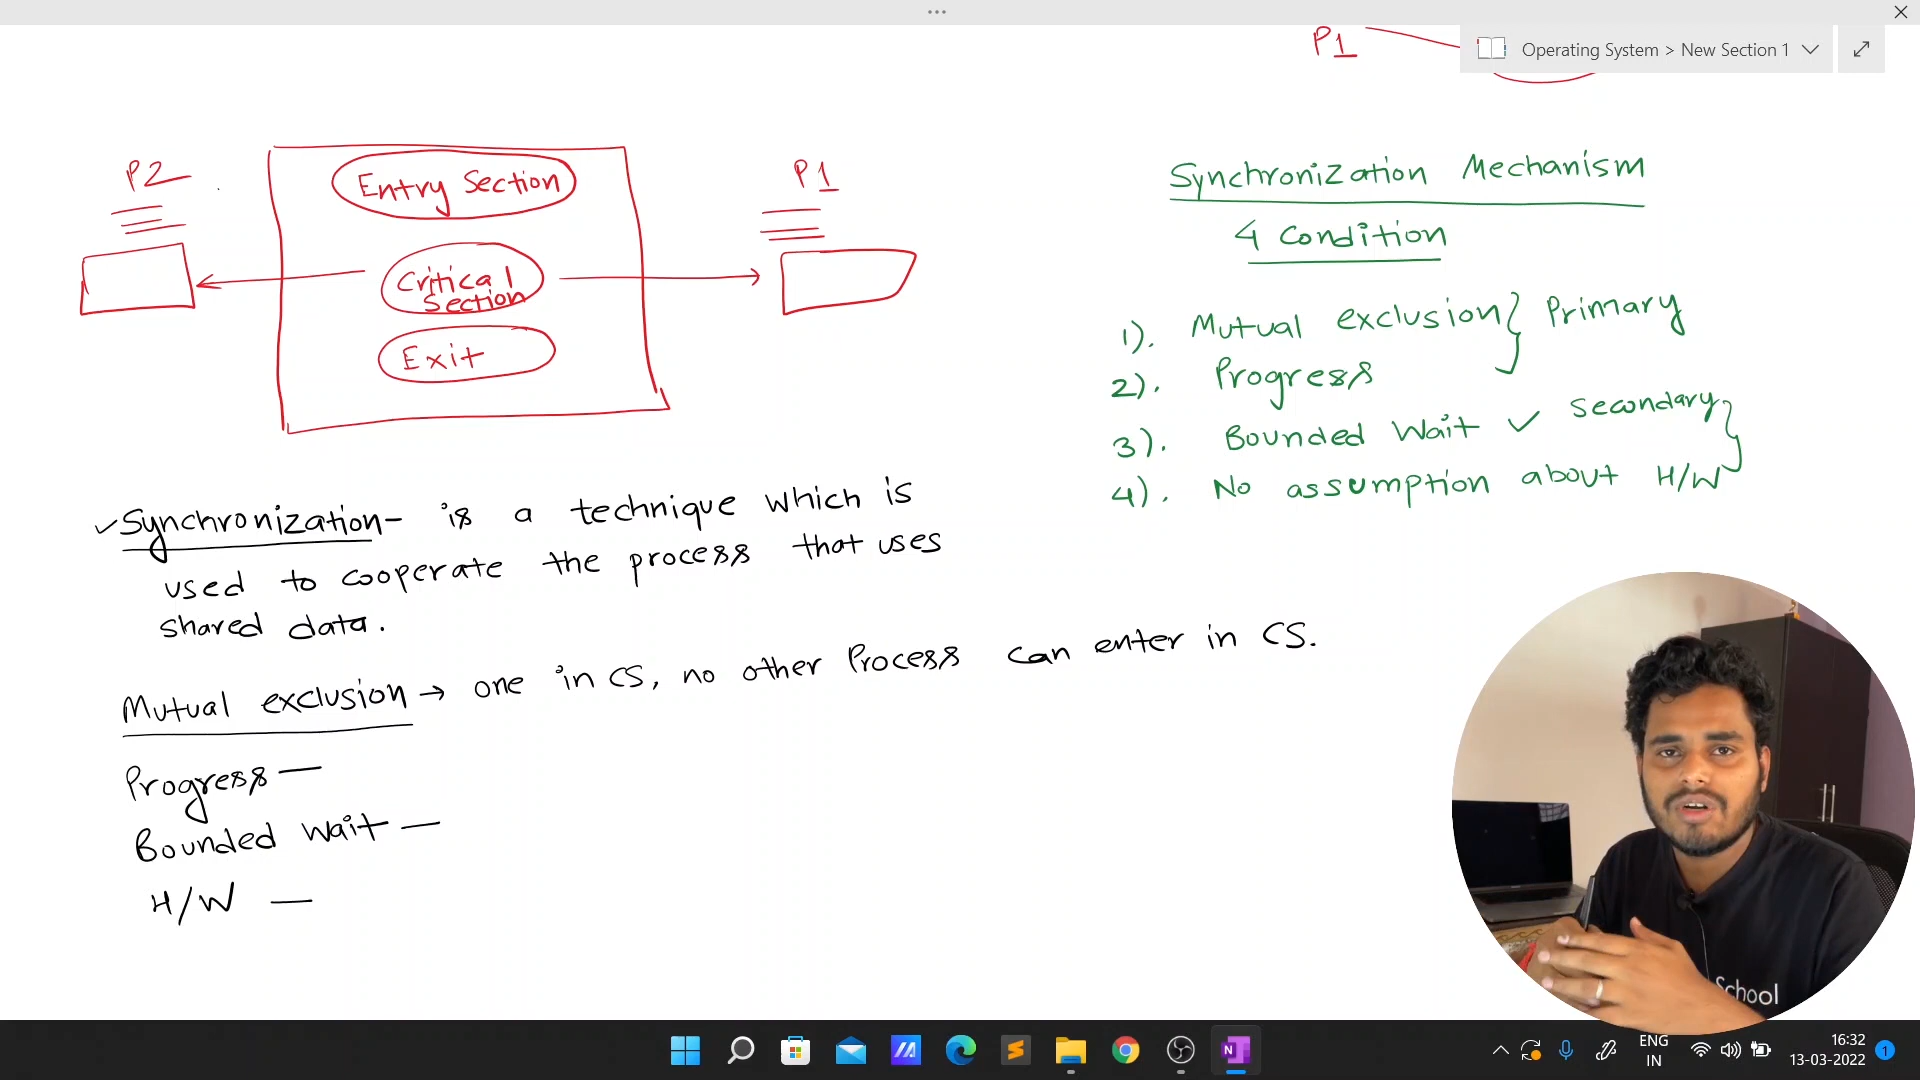 P1
Operating System > New Section 1
P2
Entry Section
P1
Critical
Section
Exit
Synchronization Mechanism
4 Condition
1). Mutual exclusion } Primary
2). Progress
3). Bounded Wait ✓ Secondary
4). No assumption about H/W
✓ Synchronization - is a technique which is
used to cooperate the process that uses
shared data.
Mutual exclusion → one in CS, no other Process can enter in CS.
Progress —
Bounded Wait —
H/W —
School
ENG
IN
16:32
13-03-2022
1